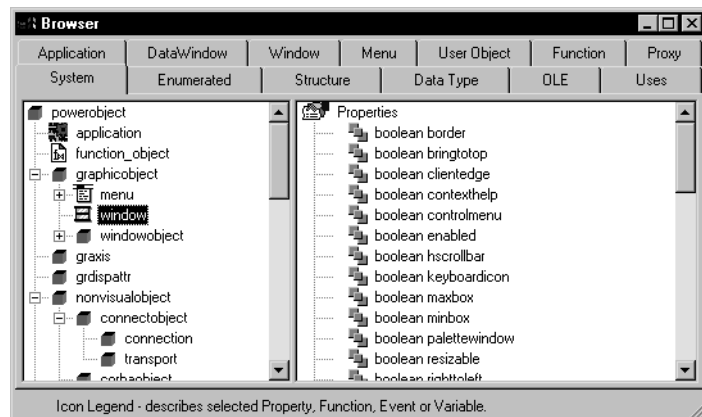 Browser
Application DataWindow Window Menu User Object Function Proxy
System Enumerated Structure Data Type OLE Uses
powerobject
application
function_object
graphicobject
menu
window
windowobject
graxis
grdispattr
nonvisualobject
connectobject
connection
transport
corbaobject
Properties
boolean border
boolean bringtotop
boolean clientedge
boolean contexthelp
boolean controlmenu
boolean enabled
boolean hscrollbar
boolean keyboardicon
boolean maxbox
boolean minbox
boolean palettewindow
boolean resizable
boolean righttoleft
Icon Legend - describes selected Property, Function, Event or Variable.